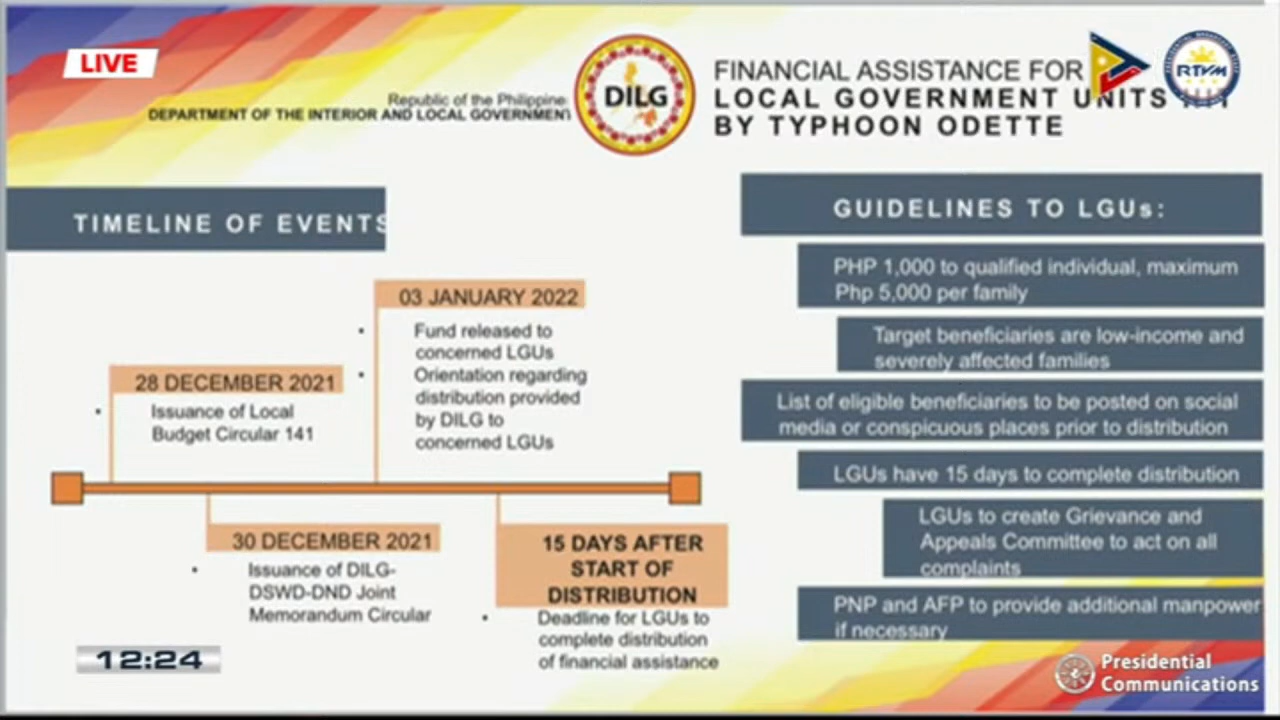 LIVE
Republic of the Philippine
DEPARTMENT OF THE INTERIOR AND LOCAL GOVERNMENT
DILG
FINANCIAL ASSISTANCE FOR
LOCAL GOVERNMENT UNITS
BY TYPHOON ODETTE
RTVM
TIMELINE OF EVENTS
28 DECEMBER 2021
• Issuance of Local
Budget Circular 141
03 JANUARY 2022
• Fund released to
concerned LGUs
• Orientation regarding
distribution provided
by DILG to
concerned LGUs
30 DECEMBER 2021
• Issuance of DILG-
DSWD-DND Joint
Memorandum Circular
15 DAYS AFTER
START OF
DISTRIBUTION
• Deadline for LGUs to
complete distribution
of financial assistance
GUIDELINES TO LGUs:
PHP 1,000 to qualified individual, maximum
Php 5,000 per family
Target beneficiaries are low-income and
severely affected families
List of eligible beneficiaries to be posted on social
media or conspicuous places prior to distribution
LGUs have 15 days to complete distribution
LGUs to create Grievance and
Appeals Committee to act on all
complaints
PNP and AFP to provide additional manpower
if necessary
12:24
Presidential
Communications